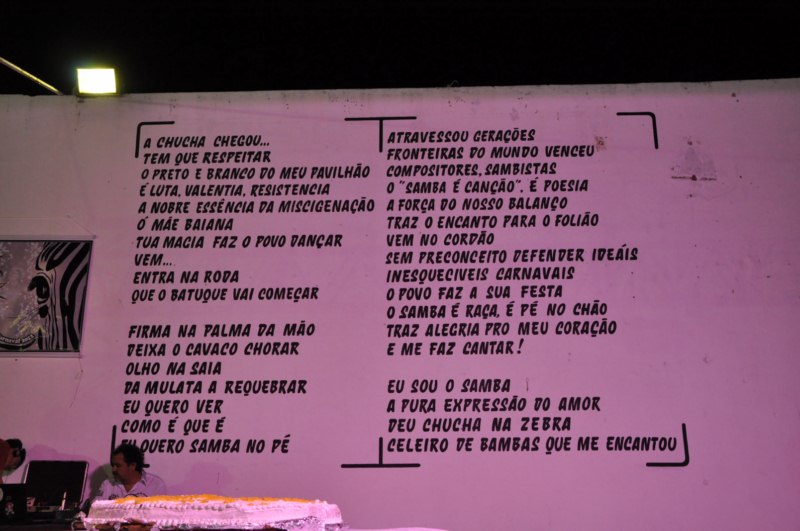 A CHUCHA CHEGOU...
TEM QUE RESPEITAR
O PRETO E BRANCO DO MEU PAVILHÃO
É LUTA, VALENTIA, RESISTENCIA
A NOBRE ESSÊNCIA DA MISCIGENAÇÃO
Ó MÃE BAIANA
TUA MACIA FAZ O POVO DANÇAR
VEM...
ENTRA NA RODA
QUE O BATUQUE VAI COMEÇAR
FIRMA NA PALMA DA MÃO
DEIXA O CAVACO CHORAR
OLHO NA SAIA
DA MULATA A REQUEBRAR
EU QUERO VER
COMO É QUE É
EU QUERO SAMBA NO PÉ
ATRAVESSOU GERAÇÕES
FRONTEIRAS DO MUNDO VENCEU
COMPOSITORES, SAMBISTAS
O "SAMBA É CANÇÃO", É POESIA
A FORÇA DO NOSSO BALANÇO
TRAZ O ENCANTO PARA O FOLIÃO
VEM NO CORDÃO
SEM PRECONCEITO DEFENDER IDEÁIS
INESQUECIVEIS CARNAVAIS
O POVO FAZ A SUA FESTA
O SAMBA É RAÇA, É PÉ NO CHÃO
TRAZ ALEGRIA PRO MEU CORAÇÃO
E ME FAZ CANTAR!
EU SOU O SAMBA
A PURA EXPRESSÃO DO AMOR
DEU CHUCHA NA ZEBRA
CELEIRO DE BAMBAS QUE ME ENCANTOU